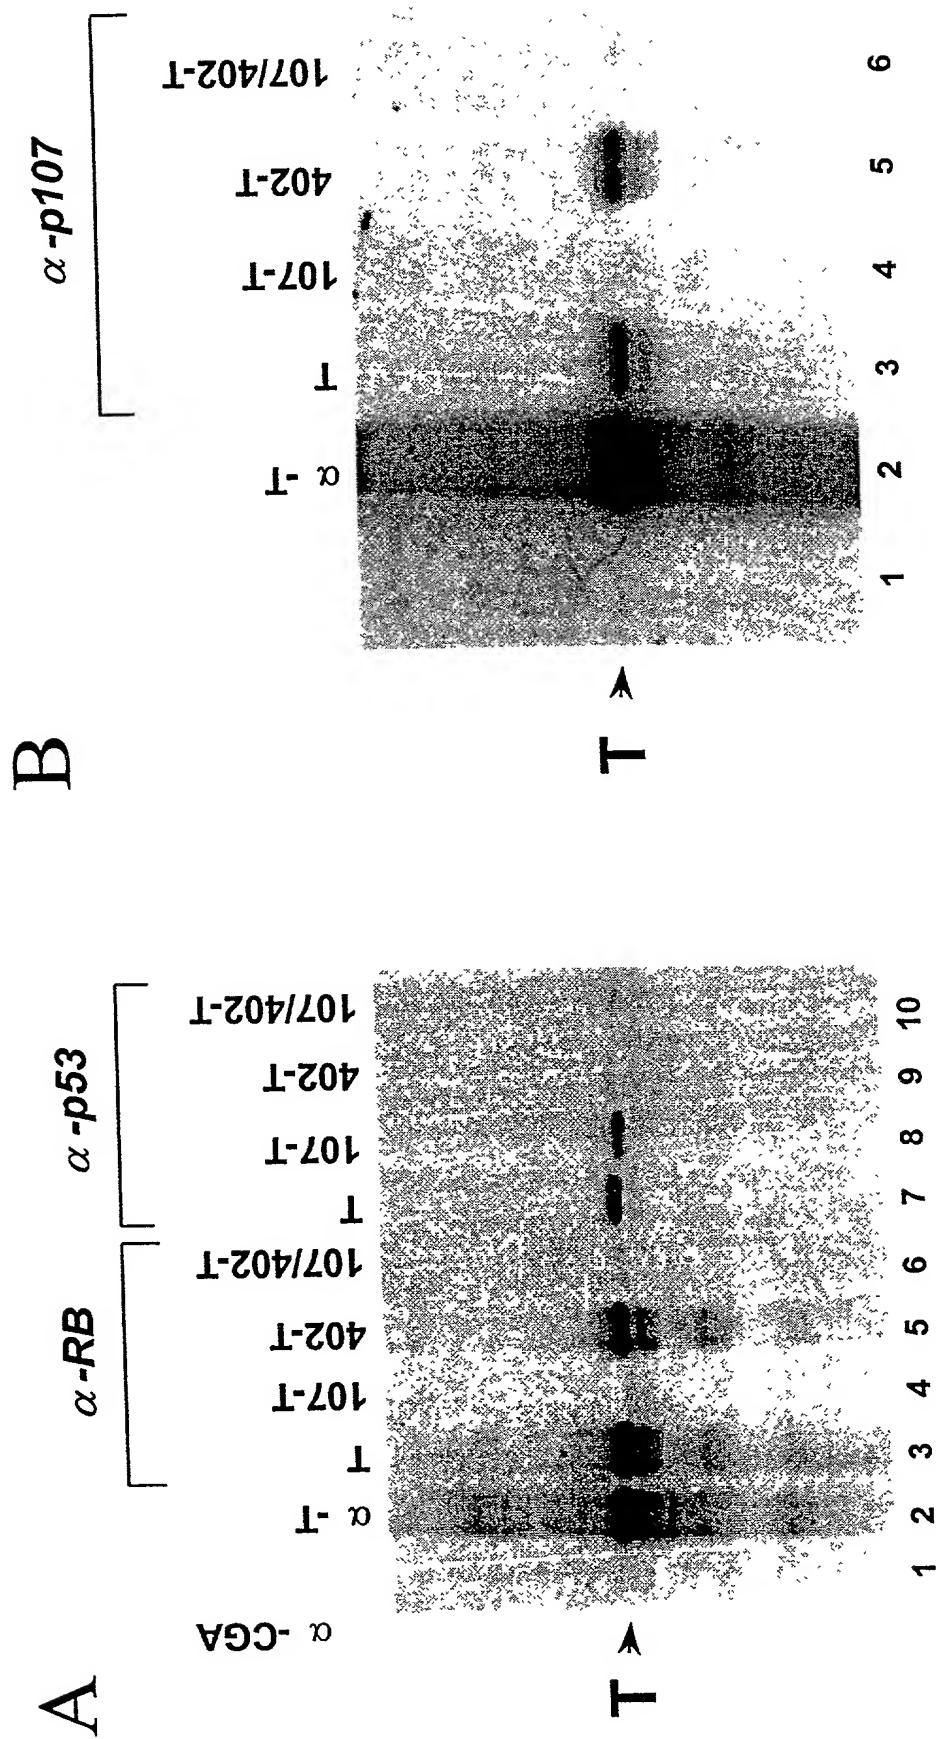 A
α-RB
α-p53
α-CGA
α-T
T
107-T
402-T
107/402-T
T
107-T
402-T
107/402-T
T
1 2 3 4 5 6 7 8 9 10
B
α-p107
α-T
T
107-T
402-T
107/402-T
T
1 2 3 4 5 6